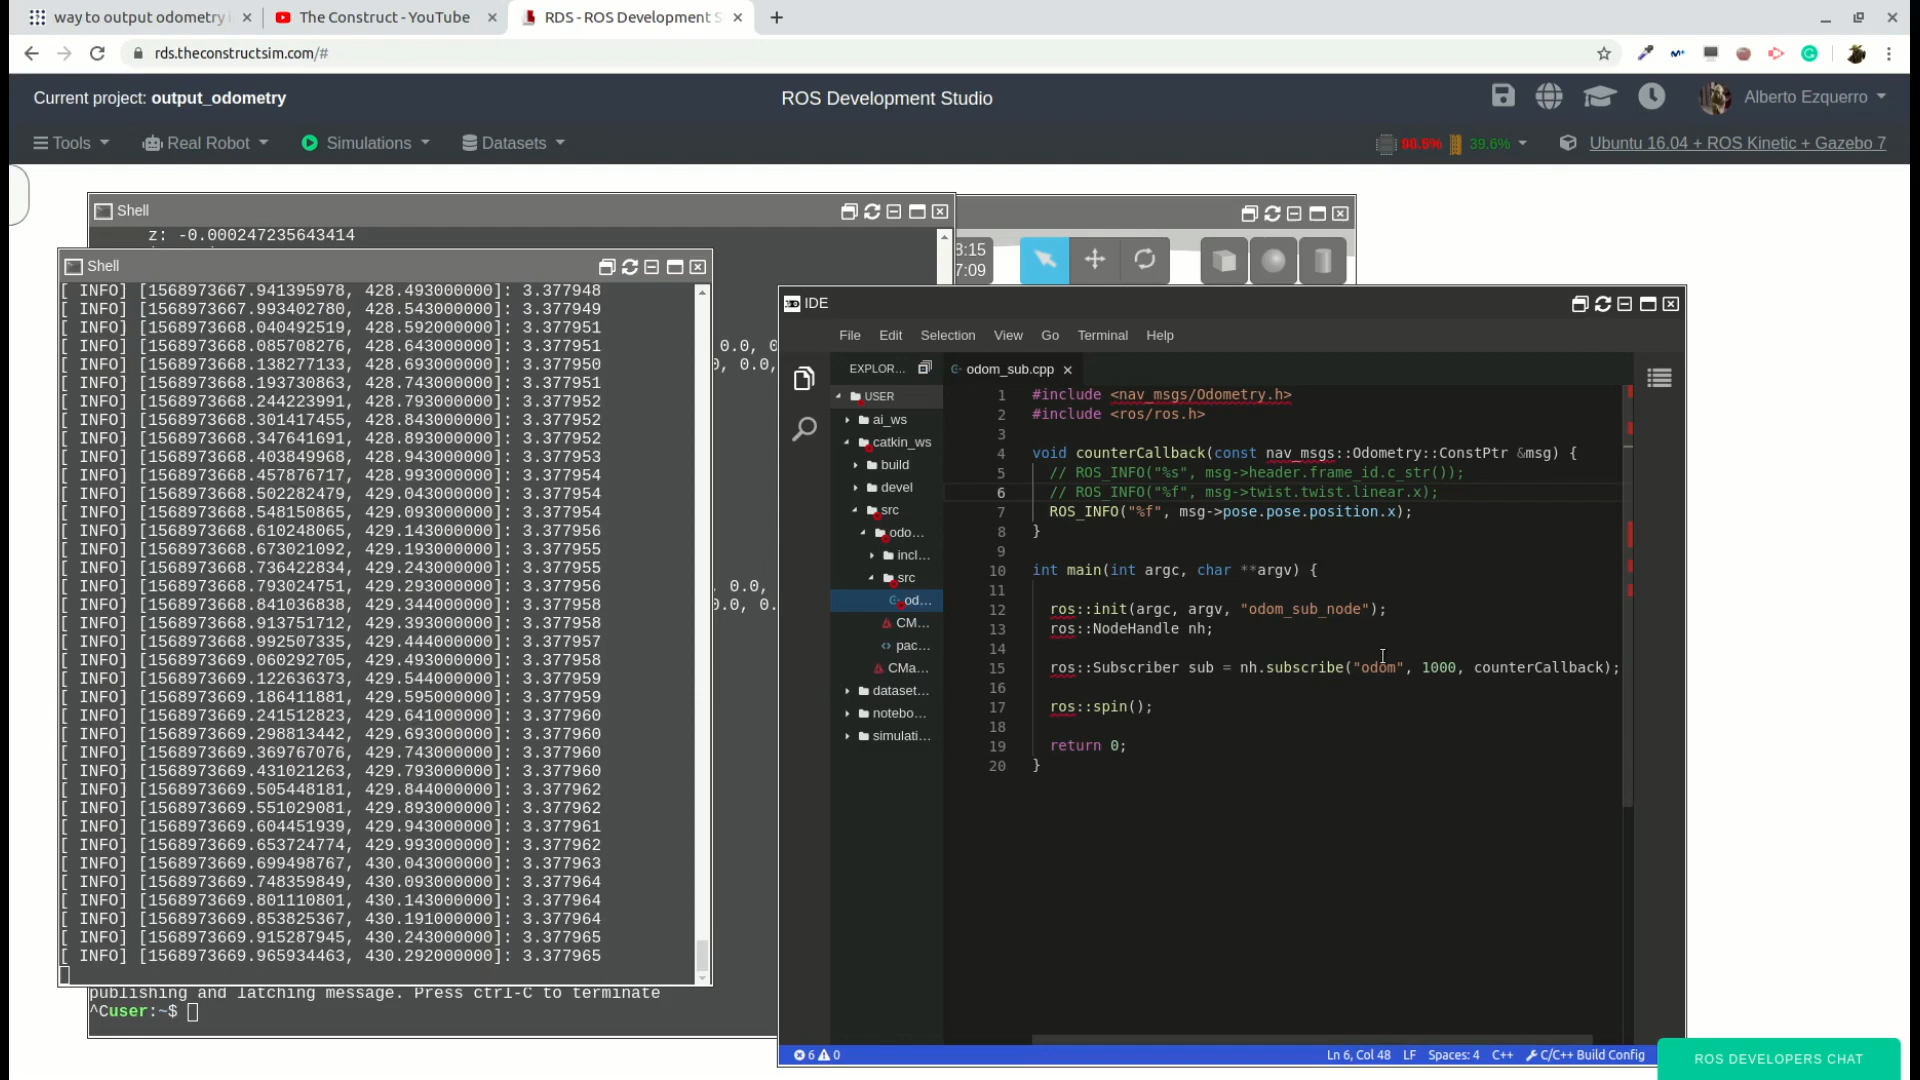 way to output odometry i
The Construct - YouTube
RDS - ROS Development S
rds.theconstructsim.com/#
Current project: output_odometry
ROS Development Studio
Alberto Ezquerro
Tools
Real Robot
Simulations
Datasets
98.5%
39.6%
Ubuntu 16.04 + ROS Kinetic + Gazebo 7
Shell
z: -0.000247235643414
Shell
[ INFO] [1568973667.941395978, 428.493000000]: 3.377948
[ INFO] [1568973667.993402780, 428.543000000]: 3.377949
[ INFO] [1568973668.040492519, 428.592000000]: 3.377951
[ INFO] [1568973668.085708276, 428.643000000]: 3.377951
[ INFO] [1568973668.138277133, 428.693000000]: 3.377950
[ INFO] [1568973668.193730863, 428.743000000]: 3.377951
[ INFO] [1568973668.244223991, 428.793000000]: 3.377952
[ INFO] [1568973668.301417455, 428.843000000]: 3.377952
[ INFO] [1568973668.347641691, 428.893000000]: 3.377952
[ INFO] [1568973668.403849968, 428.943000000]: 3.377953
[ INFO] [1568973668.457876717, 428.993000000]: 3.377954
[ INFO] [1568973668.502282479, 429.043000000]: 3.377954
[ INFO] [1568973668.548150865, 429.093000000]: 3.377954
[ INFO] [1568973668.610248065, 429.143000000]: 3.377956
[ INFO] [1568973668.673021092, 429.193000000]: 3.377955
[ INFO] [1568973668.736422834, 429.243000000]: 3.377955
[ INFO] [1568973668.793024751, 429.293000000]: 3.377956
[ INFO] [1568973668.841036838, 429.344000000]: 3.377958
[ INFO] [1568973668.913751712, 429.393000000]: 3.377958
[ INFO] [1568973668.992507335, 429.444000000]: 3.377957
[ INFO] [1568973669.060292705, 429.493000000]: 3.377958
[ INFO] [1568973669.122636373, 429.544000000]: 3.377959
[ INFO] [1568973669.186411881, 429.595000000]: 3.377959
[ INFO] [1568973669.241512823, 429.641000000]: 3.377960
[ INFO] [1568973669.298813442, 429.693000000]: 3.377960
[ INFO] [1568973669.369767076, 429.743000000]: 3.377960
[ INFO] [1568973669.431021263, 429.793000000]: 3.377960
[ INFO] [1568973669.505448181, 429.844000000]: 3.377962
[ INFO] [1568973669.551029081, 429.893000000]: 3.377962
[ INFO] [1568973669.604451939, 429.943000000]: 3.377961
[ INFO] [1568973669.653724774, 429.993000000]: 3.377962
[ INFO] [1568973669.699498767, 430.043000000]: 3.377963
[ INFO] [1568973669.748359849, 430.093000000]: 3.377964
[ INFO] [1568973669.801110801, 430.143000000]: 3.377964
[ INFO] [1568973669.853825367, 430.191000000]: 3.377964
[ INFO] [1568973669.915287945, 430.243000000]: 3.377965
[ INFO] [1568973669.965934463, 430.292000000]: 3.377965
0.0, 0
0, 0.0,
, 0.0,
0.0, 0.
publishing and latching message. Press ctrl-C to terminate
^Cuser:~$
8:15
7:09
IDE
File Edit Selection View Go Terminal Help
EXPLOR...
USER
ai_ws
catkin_ws
build
devel
src
odo...
incl...
src
od...
CM...
pac...
CMa...
dataset...
notebo...
simulati...
odom_sub.cpp
1 #include <nav_msgs/Odometry.h>
2 #include <ros/ros.h>
3
4 void counterCallback(const nav_msgs::Odometry::ConstPtr &msg) {
5 // ROS_INFO("%s", msg->header.frame_id.c_str());
6 // ROS_INFO("%f", msg->twist.twist.linear.x);
7 ROS_INFO("%f", msg->pose.pose.position.x);
8 }
9
10 int main(int argc, char **argv) {
11
12 ros::init(argc, argv, "odom_sub_node");
13 ros::NodeHandle nh;
14
15 ros::Subscriber sub = nh.subscribe("odom", 1000, counterCallback);
16
17 ros::spin();
18
19 return 0;
20 }
6 0
Ln 6, Col 48 LF Spaces: 4 C++ C/C++ Build Config
ROS DEVELOPERS CHAT